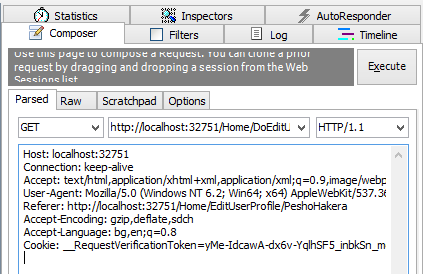 Statistics Inspectors AutoResponder
Composer Filters Log Timeline
Use this page to compose a Request. You can clone a prior
request by dragging and dropping a session from the Web
Sessions list.
Execute
Parsed Raw Scratchpad Options
GET http://localhost:32751/Home/DoEditU HTTP/1.1
Host: localhost:32751
Connection: keep-alive
Accept: text/html,application/xhtml+xml,application/xml;q=0.9,image/webp
User-Agent: Mozilla/5.0 (Windows NT 6.2; Win64; x64) AppleWebKit/537.36
Referer: http://localhost:32751/Home/EditUserProfile/PeshoHakera
Accept-Encoding: gzip,deflate,sdch
Accept-Language: bg,en;q=0.8
Cookie: __RequestVerificationToken=yMe-IdcawA-dx6v-YqlhSF5_inbkSn_m